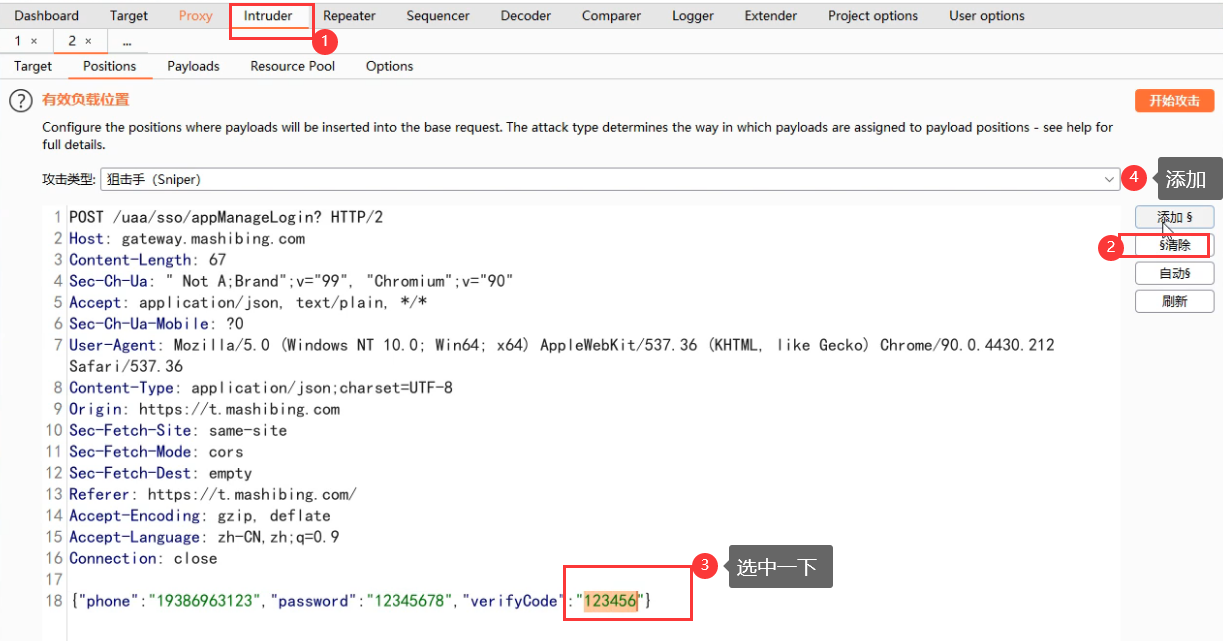 Dashboard Target Proxy Intruder Repeater Sequencer Decoder Comparer Logger Extender Project options User options
1 × 2 × ... 1
Target Positions Payloads Resource Pool Options
? 有效负载位置 开始攻击
Configure the positions where payloads will be inserted into the base request. The attack type determines the way in which payloads are assigned to payload positions - see help for
full details.
攻击类型: 狙击手 (Sniper) 4 添加
1 POST /uaa/sso/appManageLogin? HTTP/2 添加 §
2 Host: gateway.mashibing.com 2 §清除
3 Content-Length: 67
4 Sec-Ch-Ua: " Not A;Brand";v="99", "Chromium";v="90" 自动§
5 Accept: application/json, text/plain, */* 刷新
6 Sec-Ch-Ua-Mobile: ?0
7 User-Agent: Mozilla/5.0 (Windows NT 10.0; Win64; x64) AppleWebKit/537.36 (KHTML, like Gecko) Chrome/90.0.4430.212
Safari/537.36
8 Content-Type: application/json;charset=UTF-8
9 Origin: https://t.mashibing.com
10 Sec-Fetch-Site: same-site
11 Sec-Fetch-Mode: cors
12 Sec-Fetch-Dest: empty
13 Referer: https://t.mashibing.com/
14 Accept-Encoding: gzip, deflate
15 Accept-Language: zh-CN,zh;q=0.9
16 Connection: close
3 选中一下
17
18 {"phone":"19386963123","password":"12345678","verifyCode":"123456"}